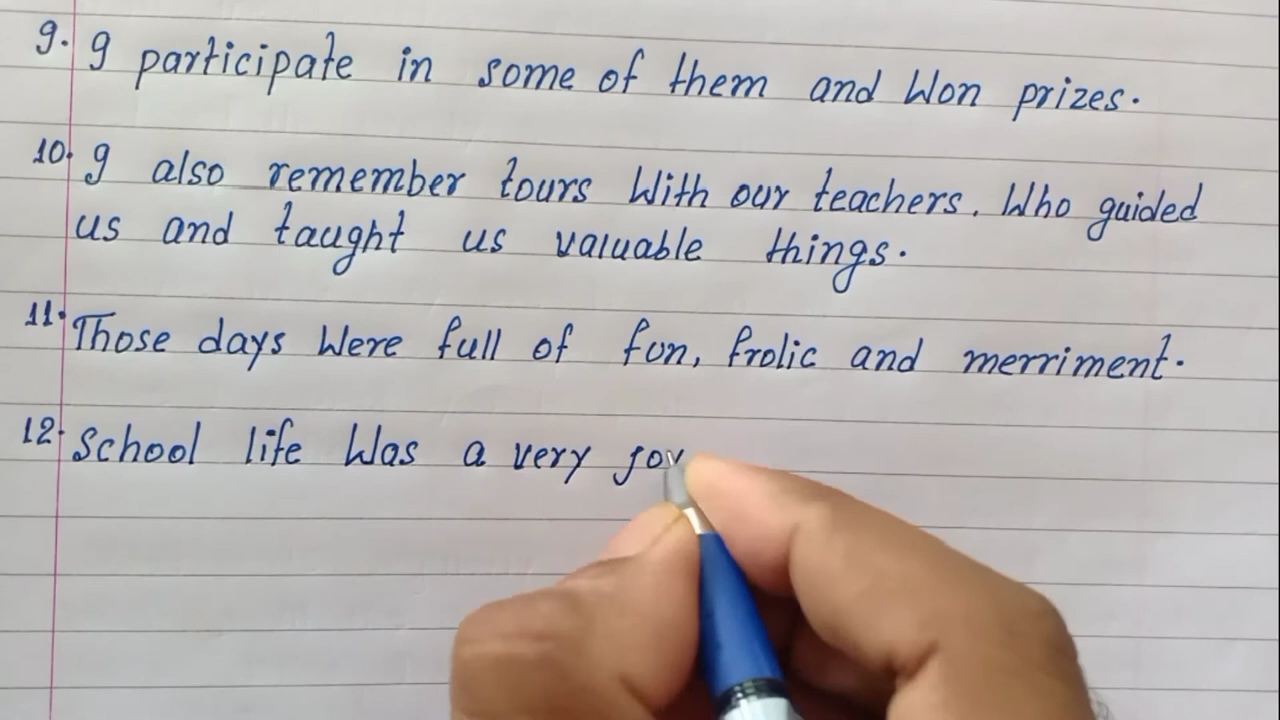 9. I participate in some of them and Won prizes.
10. I also remember tours With our teachers. Who guided
us and taught us valuable things.
11. Those days Were full of fun, frolic and merriment.
12. School life Was a very joy